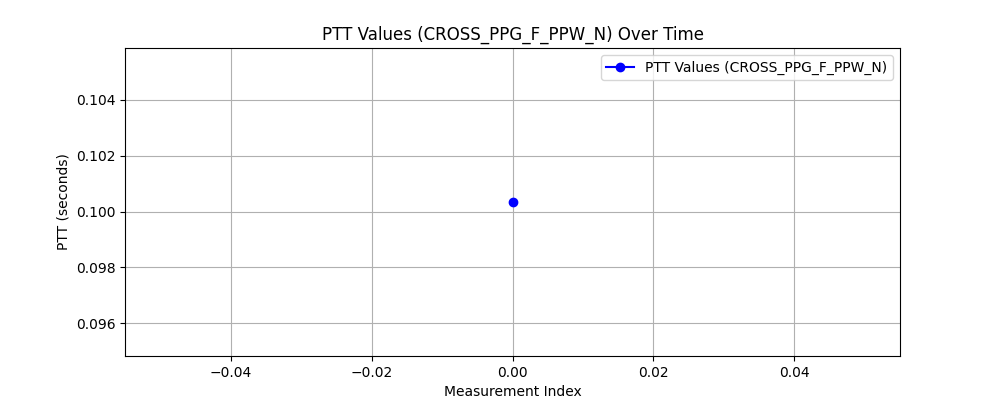 PTT Values (CROSS_PPG_F_PPW_N) Over Time
PTT Values (CROSS_PPG_F_PPW_N)
PTT (seconds)
0.104
0.102
0.100
0.098
0.096
−0.04 −0.02 0.00 0.02 0.04
Measurement Index